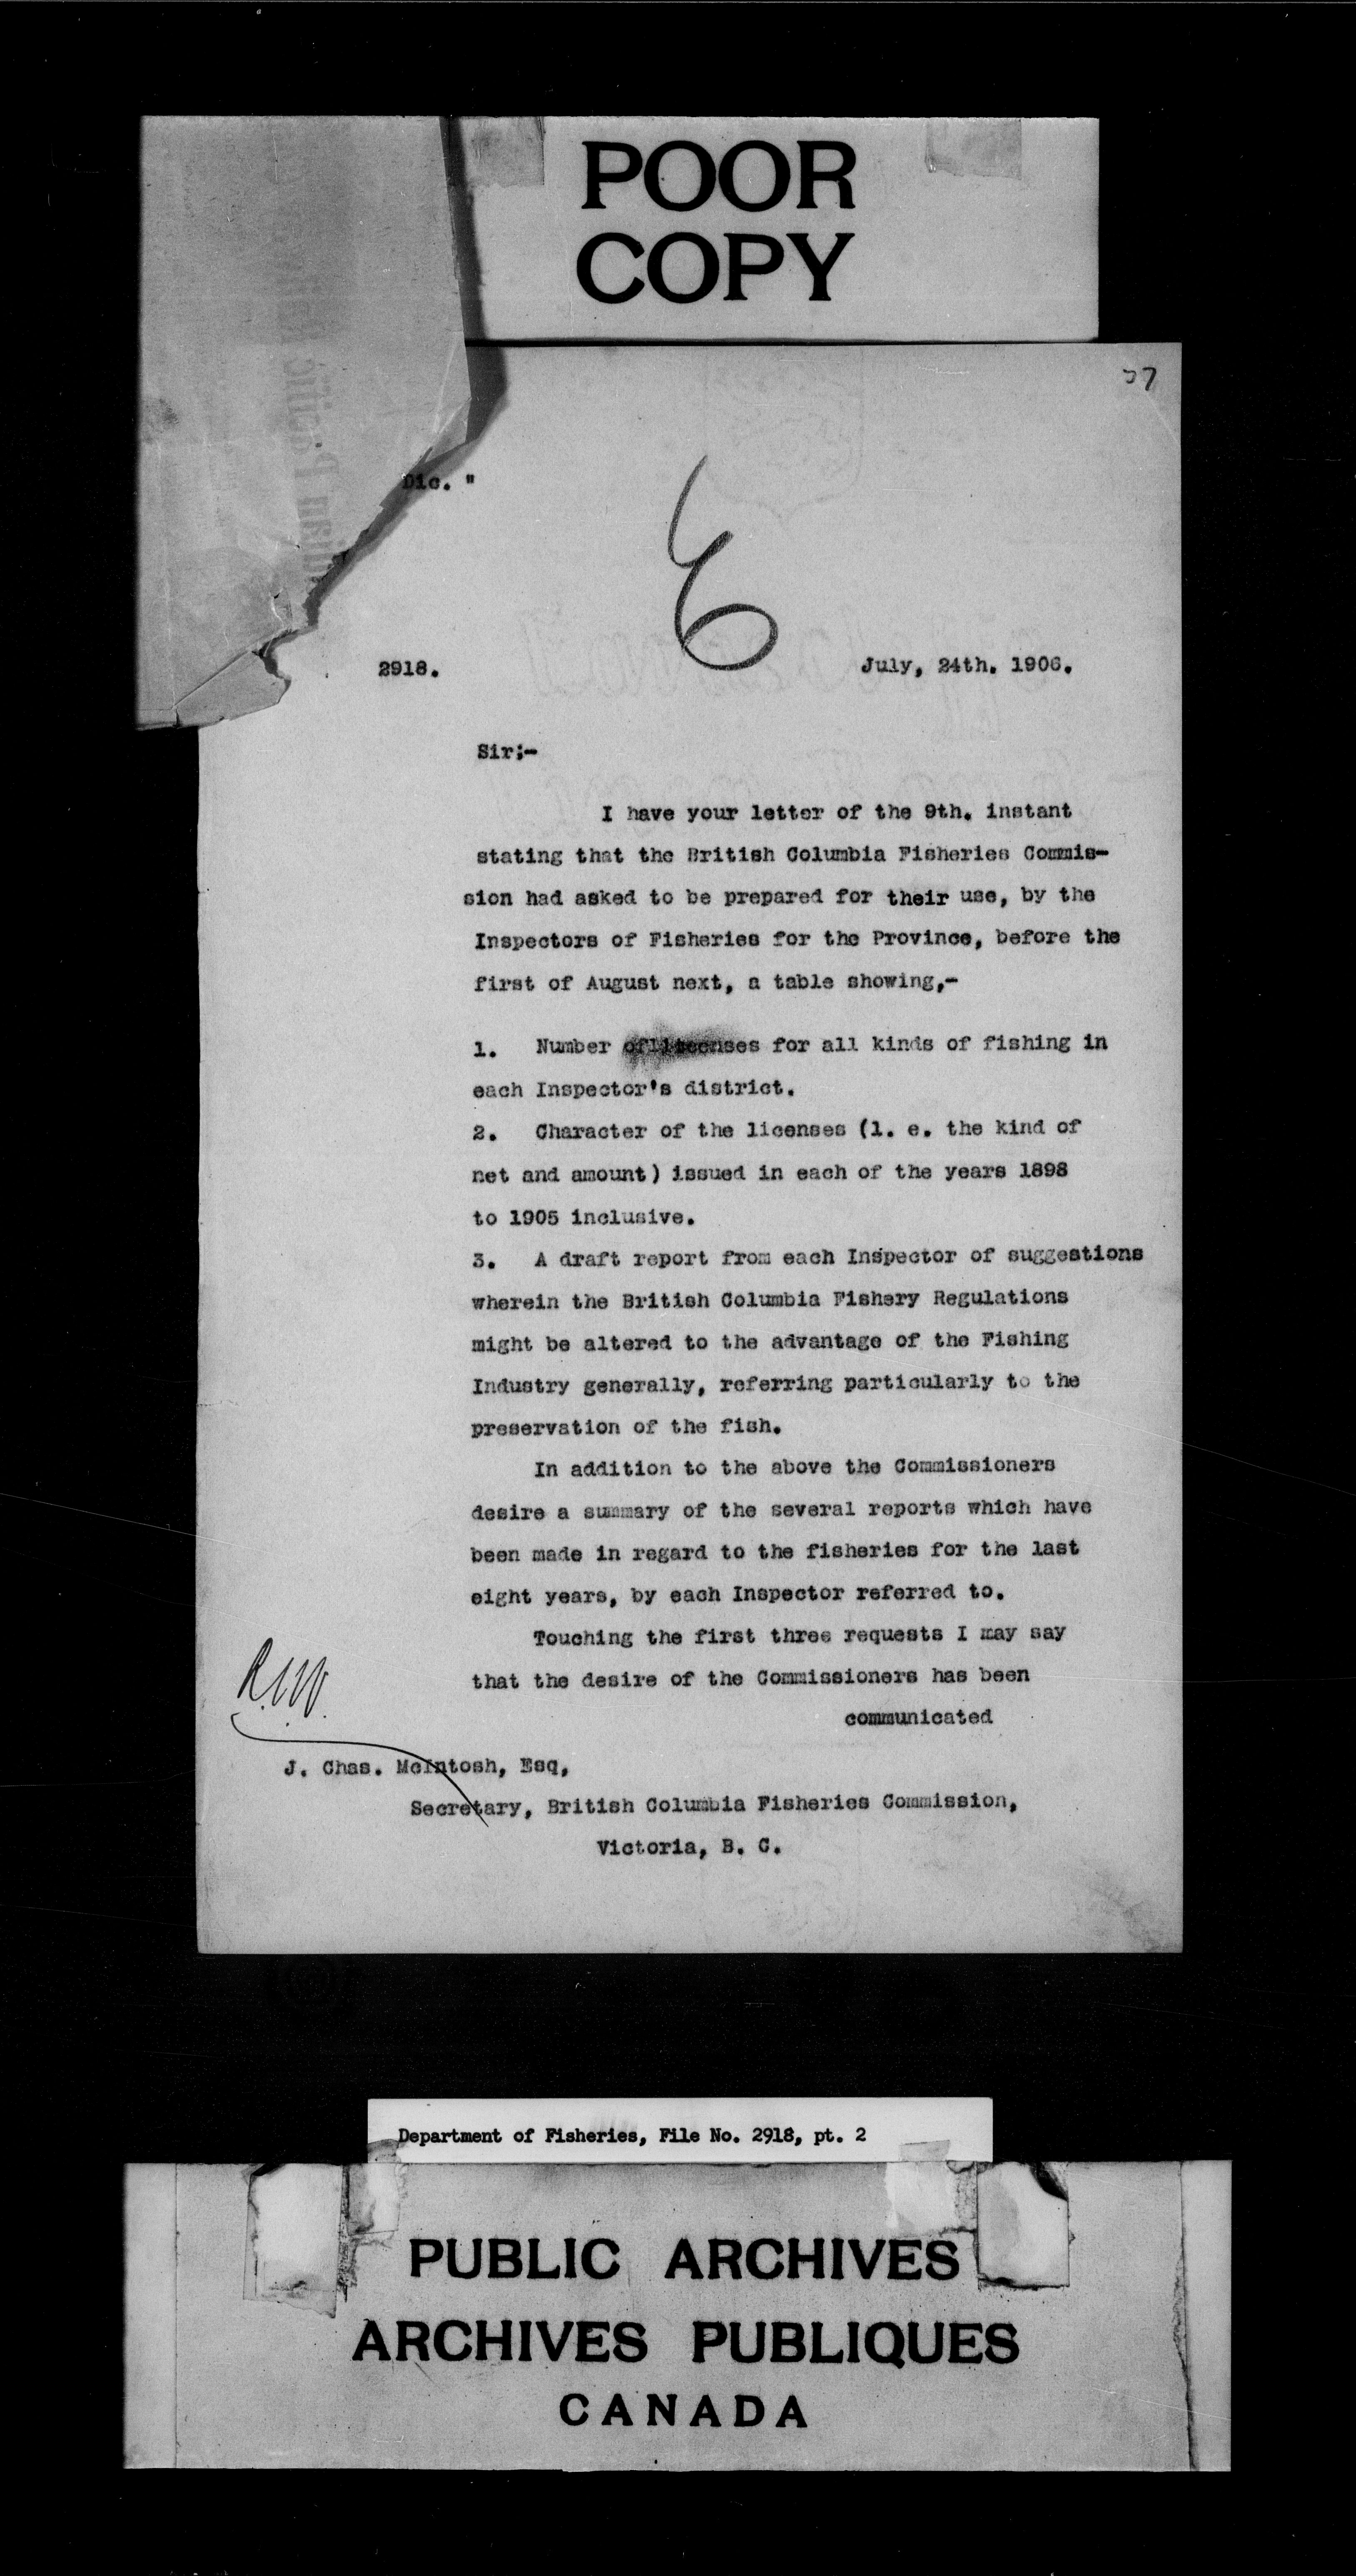 POOR
COPY
Dic. "
2918.
July, 24th. 1906.
Sir;-
I have your letter of the 9th. instant
stating that the British Columbia Fisheries Commis-
sion had asked to be prepared for their use, by the
Inspectors of Fisheries for the Province, before the
first of August next, a table showing,-
1. Number of licenses for all kinds of fishing in
each Inspector's district.
2. Character of the licenses (i. e. the kind of
net and amount) issued in each of the years 1898
to 1905 inclusive.
3. A draft report from each Inspector of suggestions
wherein the British Columbia Fishery Regulations
might be altered to the advantage of the Fishing
Industry generally, referring particularly to the
preservation of the fish.
In addition to the above the Commissioners
desire a summary of the several reports which have
been made in regard to the fisheries for the last
eight years, by each Inspector referred to.
Touching the first three requests I may say
that the desire of the Commissioners has been
communicated
J. Chas. McIntosh, Esq,
Secretary, British Columbia Fisheries Commission,
Victoria, B. C.
Department of Fisheries, File No. 2918, pt. 2
PUBLIC ARCHIVES
ARCHIVES PUBLIQUES
CANADA